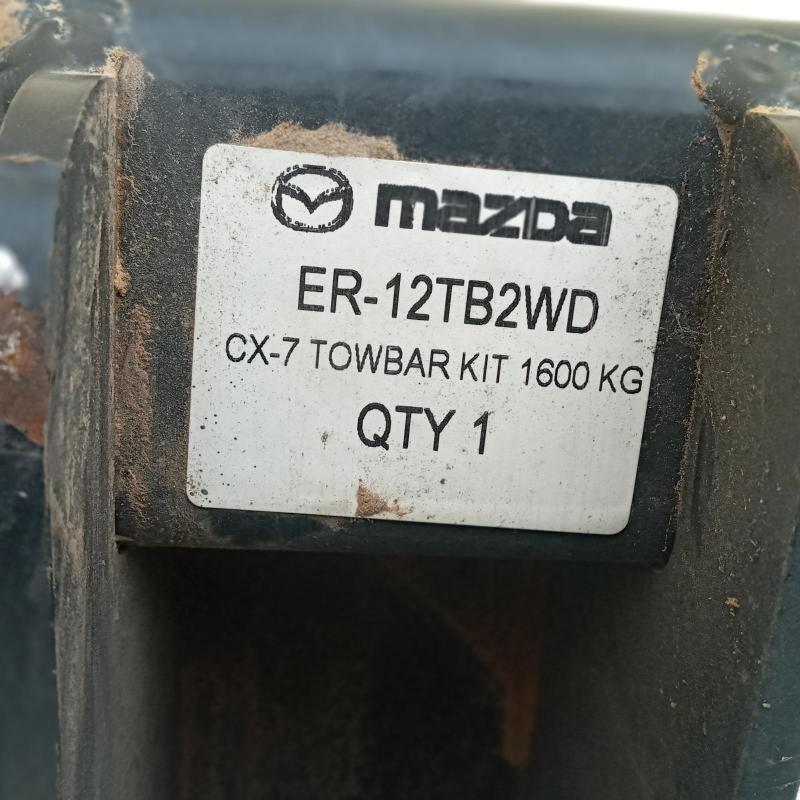 mazda
ER-12TB2WD
CX-7 TOWBAR KIT 1600 KG
QTY 1